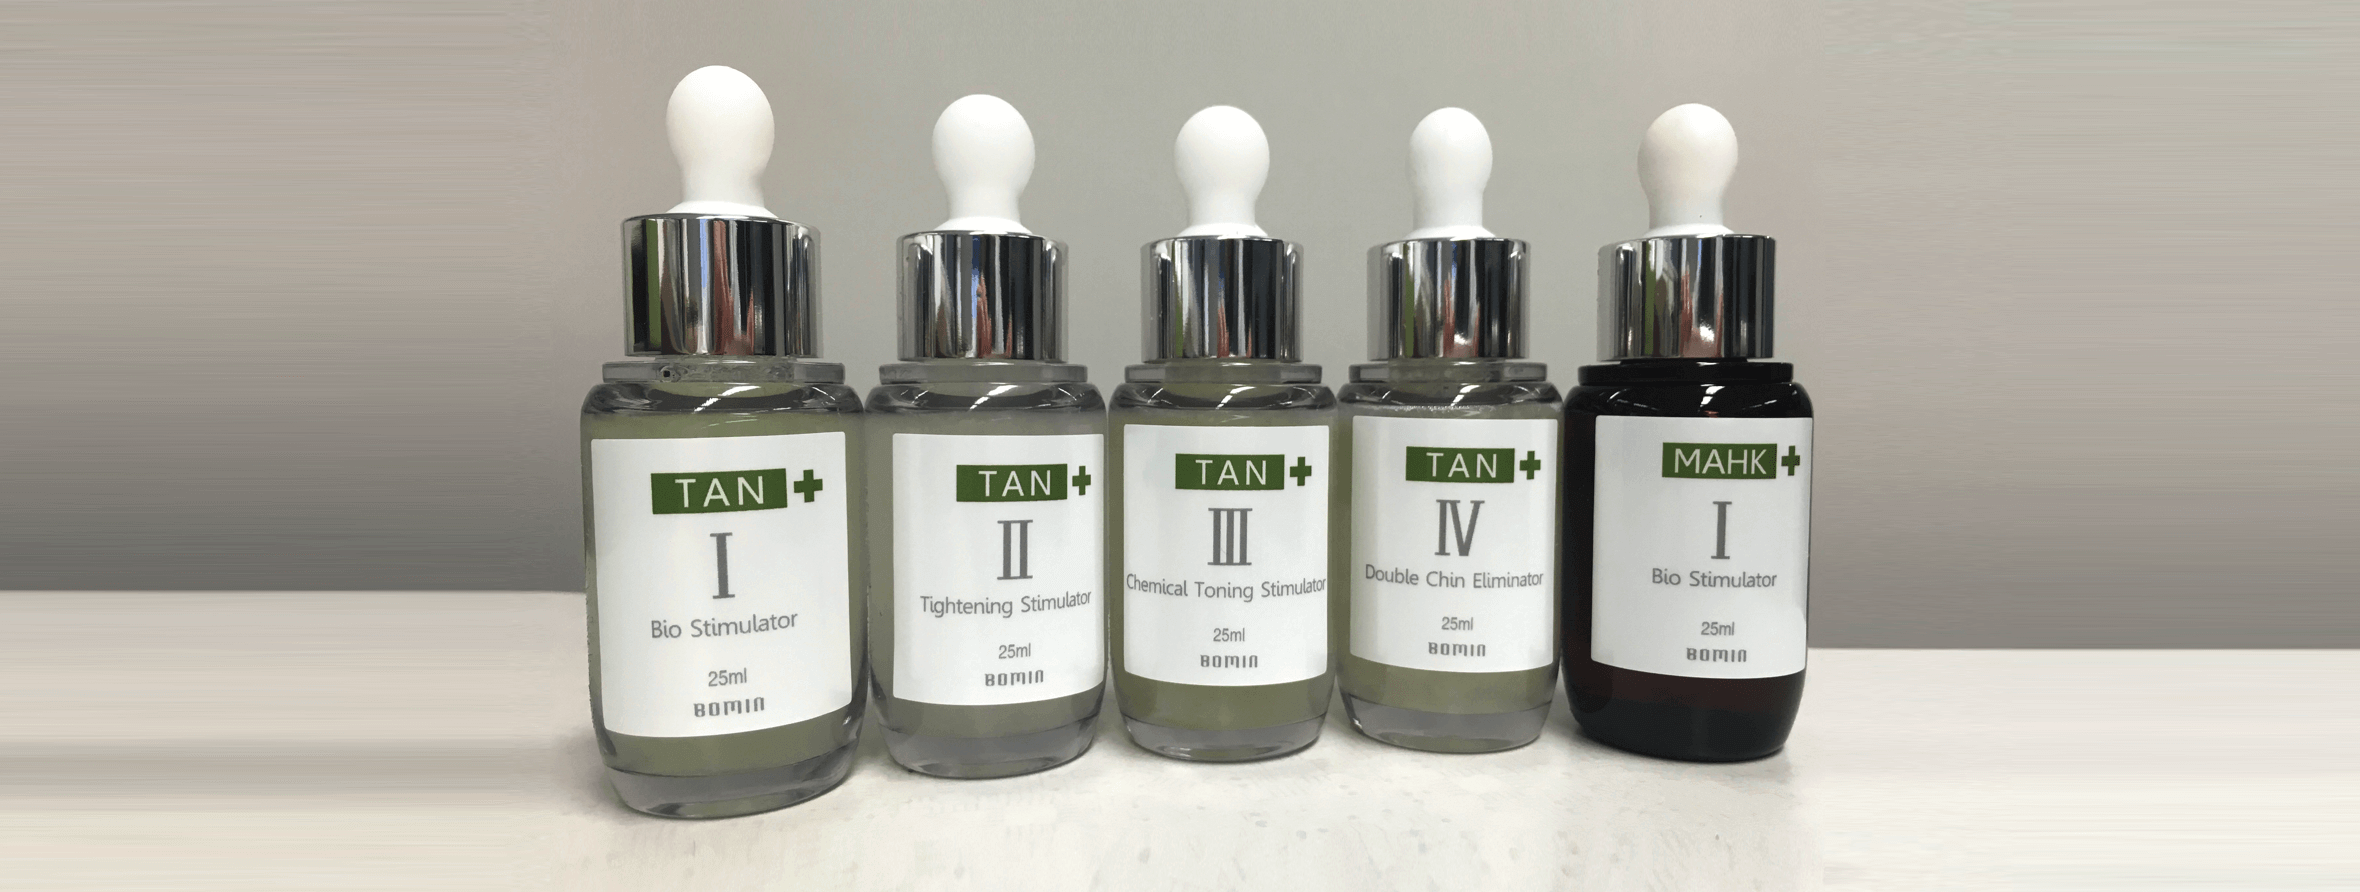 TAN+
I
Bio Stimulator
25ml
BOMIN
TAN+
II
Tightening Stimulator
25ml
BOMIN
TAN+
III
Chemical Toning Stimulator
25ml
BOMIN
TAN+
IV
Double Chin Eliminator
25ml
BOMIN
MAHK+
I
Bio Stimulator
25ml
BOMIN